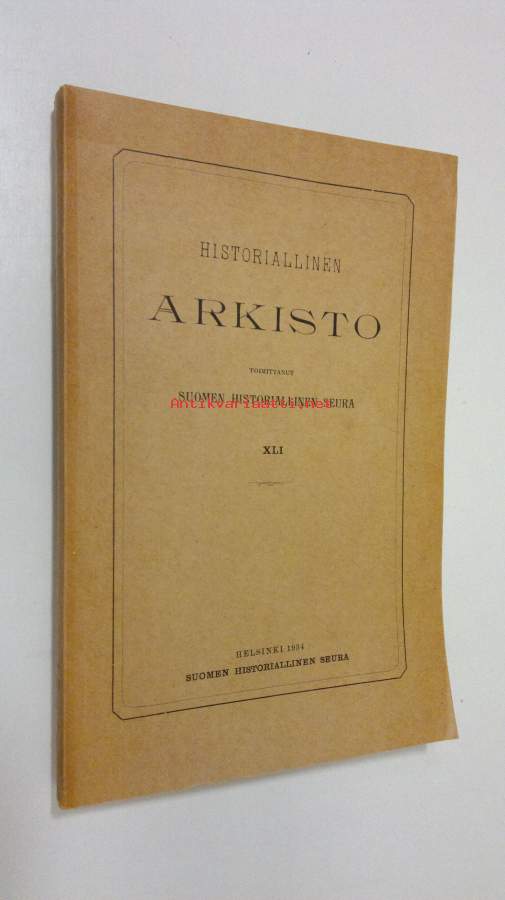 HISTORIALLINEN
ARKISTO
TOIMITTANUT
SUOMEN HISTORIALLINEN SEURA
Antikvariaatti.net
XLI
HELSINKI 1934
SUOMEN HISTORIALLINEN SEURA